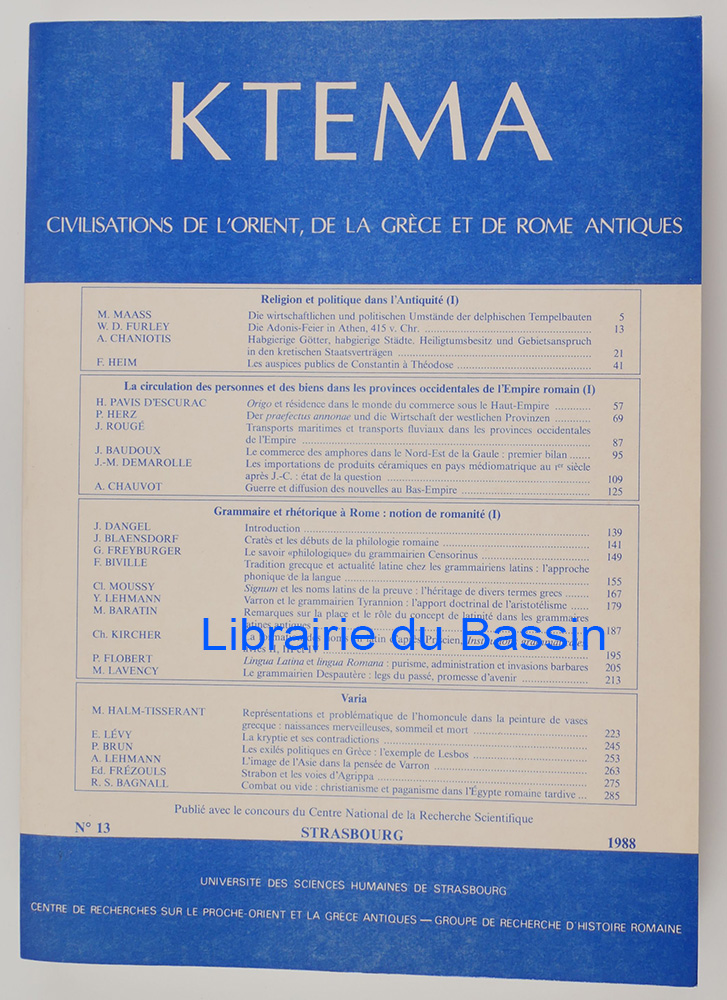 KTEMA
CIVILISATIONS DE L'ORIENT, DE LA GRÈCE ET DE ROME ANTIQUES
Religion et politique dans l'Antiquité (I)
M. MAASS Die wirtschaftlichen und politischen Umstände der delphischen Tempelbauten 5
W. D. FURLEY Die Adonis-Feier in Athen, 415 v. Chr. 13
A. CHANIOTIS Habgierige Götter, habgierige Städte. Heiligtumsbesitz und Gebietsanspruch
in den kretischen Staatsverträgen 21
F. HEIM Les auspices publics de Constantin à Théodose 41
La circulation des personnes et des biens dans les provinces occidentales de l'Empire romain (I)
H. PAVIS D'ESCURAC Origo et résidence dans le monde du commerce sous le Haut-Empire 57
P. HERZ Der praefectus annonae und die Wirtschaft der westlichen Provinzen 69
J. ROUGÉ Transports maritimes et transports fluviaux dans les provinces occidentales
de l'Empire 87
J. BAUDOUX Le commerce des amphores dans le Nord-Est de la Gaule : premier bilan 95
J.-M. DEMAROLLE Les importations de produits céramiques en pays médiomatrique au Ier siècle
après J.-C. : état de la question 109
A. CHAUVOT Guerre et diffusion des nouvelles au Bas-Empire 125
Grammaire et rhétorique à Rome : notion de romanité (I)
J. DANGEL Introduction 139
J. BLAENSDORF Cratès et les débuts de la philologie romaine 141
G. FREYBURGER Le savoir «philologique» du grammairien Censorinus 149
F. BIVILLE Tradition grecque et actualité latine chez les grammairiens latins : l'approche
phonique de la langue 155
Cl. MOUSSY Signum et les noms latins de la preuve : l'héritage de divers termes grecs 167
Y. LEHMANN Varron et le grammairien Tyrannion : l'apport doctrinal de l'aristotélisme 179
M. BARATIN Remarques sur la place et le rôle du concept de latinité dans les grammaires
latines antiques 187
Librairie du Bassin
Ch. KIRCHER
195
P. FLOBERT Lingua Latina et lingua Romana : purisme, administration et invasions barbares 205
M. LAVENCY Le grammairien Despautère : legs du passé, promesse d'avenir 213
Varia
M. HALM-TISSERANT Représentations et problématique de l'homoncule dans la peinture de vases
grecque : naissances merveilleuses, sommeil et mort 223
E. LÉVY La kryptie et ses contradictions 245
P. BRUN Les exilés politiques en Grèce : l'exemple de Lesbos 253
A. LEHMANN L'image de l'Asie dans la pensée de Varron 263
Ed. FRÉZOULS Strabon et les voies d'Agrippa 275
R. S. BAGNALL Combat ou vide : christianisme et paganisme dans l'Égypte romaine tardive 285
Publié avec le concours du Centre National de la Recherche Scientifique
N° 13 STRASBOURG 1988
UNIVERSITE DES SCIENCES HUMAINES DE STRASBOURG
CENTRE DE RECHERCHES SUR LE PROCHE-ORIENT ET LA GRECE ANTIQUES — GROUPE DE RECHERCHE D'HISTOIRE ROMAINE